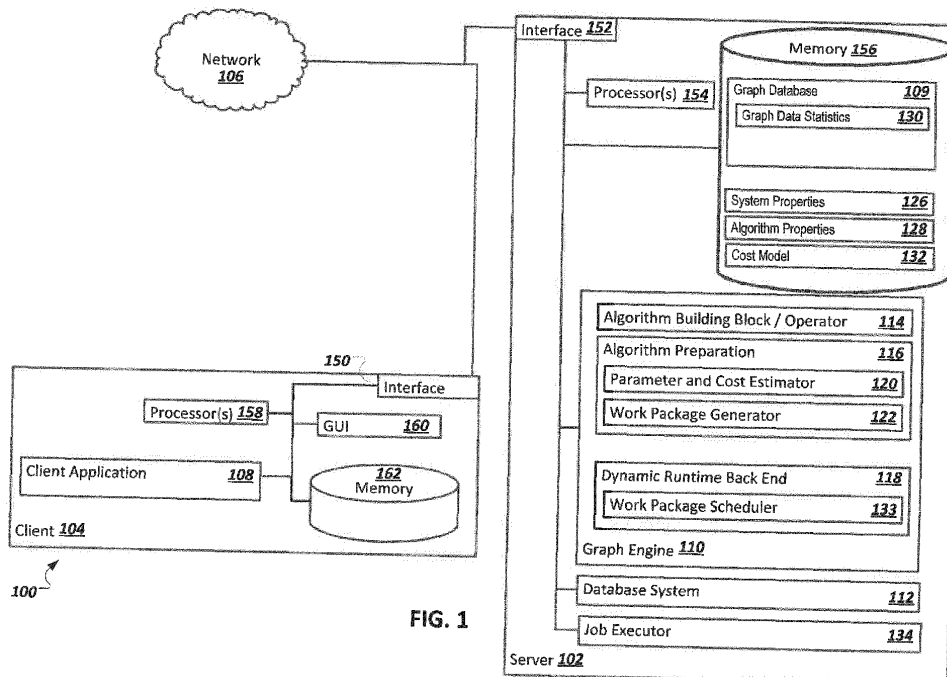 Network
106
Interface 152
Processor(s) 154
Memory 156
Graph Database 109
Graph Data Statistics 130
System Properties 126
Algorithm Properties 128
Cost Model 132
Algorithm Building Block / Operator 114
Algorithm Preparation 116
Parameter and Cost Estimator 120
Work Package Generator 122
Dynamic Runtime Back End 118
Work Package Scheduler 133
Graph Engine 110
Database System 112
Job Executor 134
Server 102
150
Interface
Processor(s) 158
GUI 160
Client Application 108
162
Memory
Client 104
100
FIG. 1